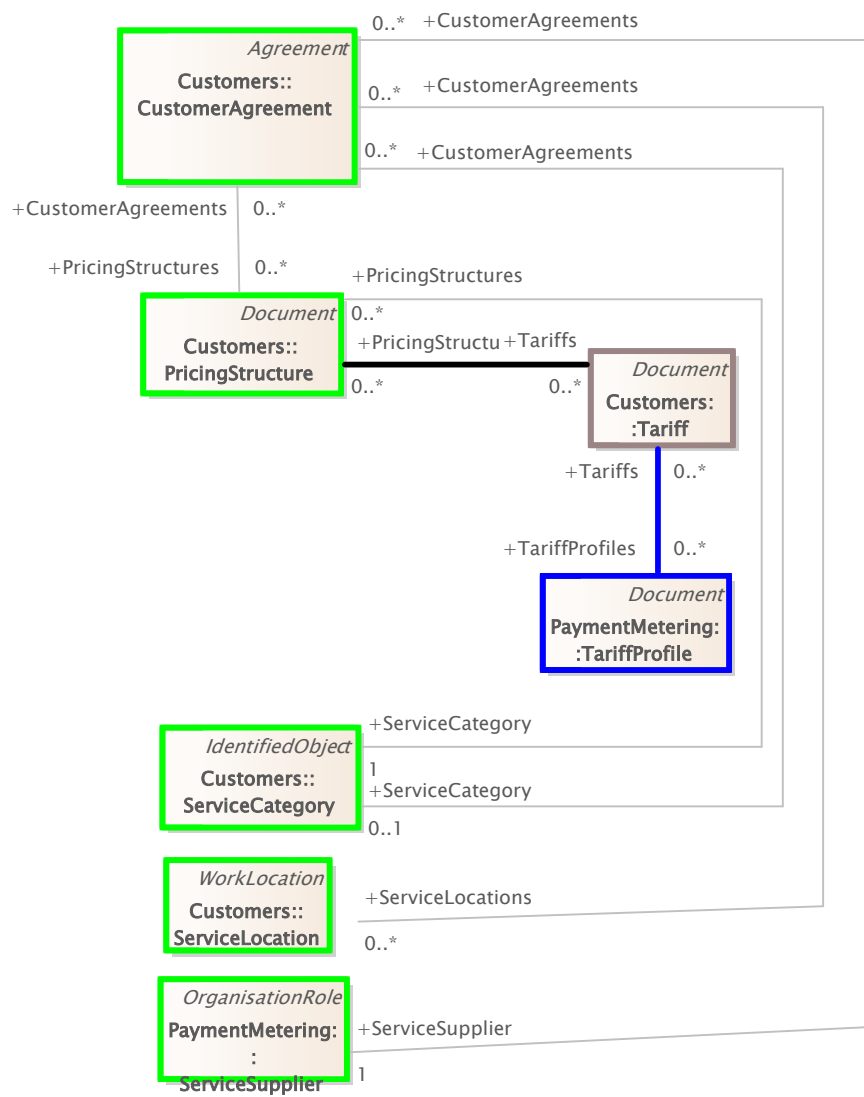 0..* +CustomerAgreements
Agreement
Customers::
CustomerAgreement
0..* +CustomerAgreements
0..* +CustomerAgreements
+CustomerAgreements 0..*
+PricingStructures 0..*
+PricingStructures
0..*
Document
Customers::
PricingStructure
+PricingStructu +Tariffs
0..* 0..*
Document
Customers:
:Tariff
+Tariffs 0..*
+TariffProfiles 0..*
Document
PaymentMetering:
:TariffProfile
+ServiceCategory
1
IdentifiedObject
Customers::
ServiceCategory
+ServiceCategory
0..1
WorkLocation
Customers::
ServiceLocation
+ServiceLocations
0..*
OrganisationRole
PaymentMetering:
:
ServiceSupplier
+ServiceSupplier
1